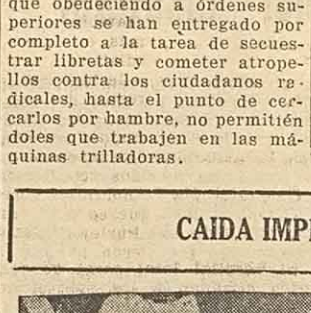 que obedeciendo a órdenes su-
periores se han entregado por
completo a la tarea de secues-
trar libretas y cometer atrope-
llos contra los ciudadanos ra-
dicales, hasta el punto de cer-
carlos por hambre, no permitién
doles que trabajen en las má-
quinas trilladoras.
CAIDA IMP